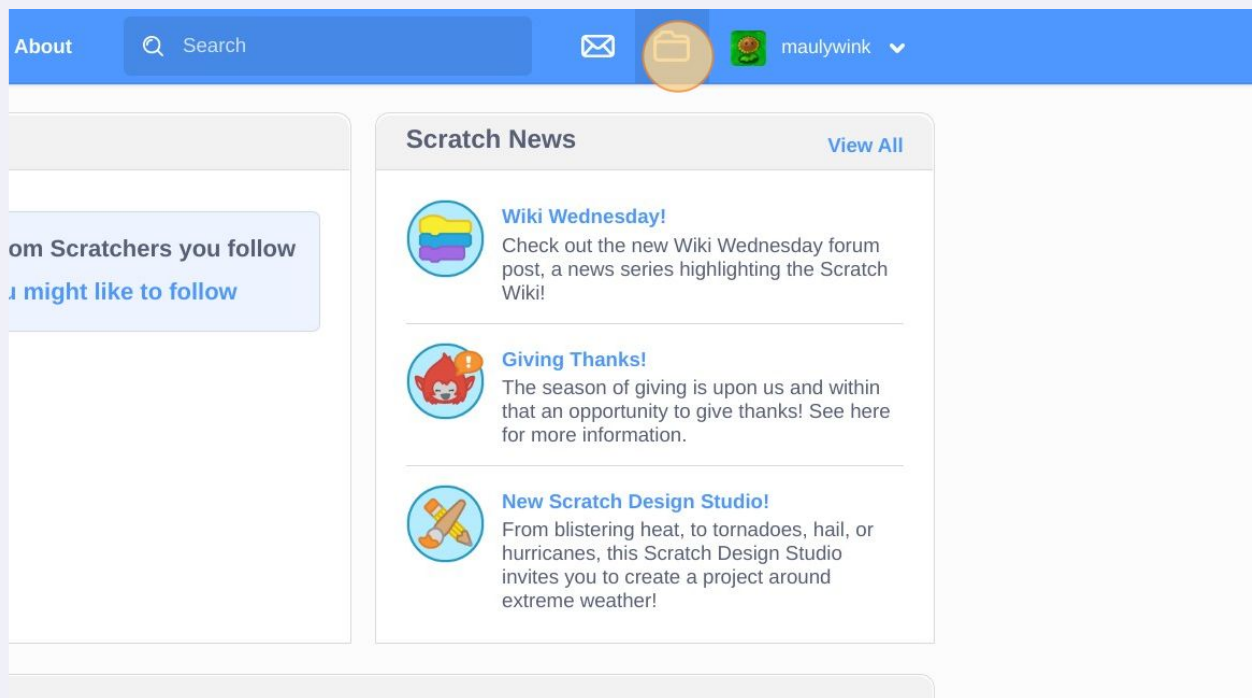 About
Search
maulywink
om Scratchers you follow
might like to follow
Scratch News
View All
Wiki Wednesday!
Check out the new Wiki Wednesday forum
post, a news series highlighting the Scratch
Wiki!
Giving Thanks!
The season of giving is upon us and within
that an opportunity to give thanks! See here
for more information.
New Scratch Design Studio!
From blistering heat, to tornadoes, hail, or
hurricanes, this Scratch Design Studio
invites you to create a project around
extreme weather!